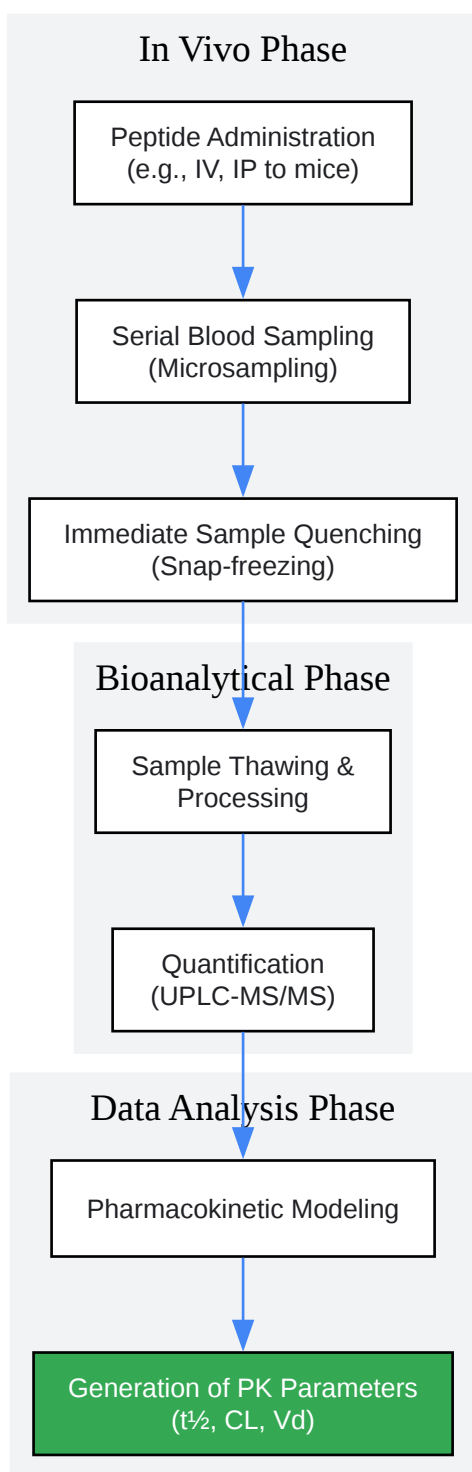 In Vivo Phase
Peptide Administration
(e.g., IV, IP to mice)
Serial Blood Sampling
(Microsampling)
Immediate Sample Quenching
(Snap-freezing)
Bioanalytical Phase
Sample Thawing &
Processing
Quantification
(UPLC-MS/MS)
Data Analysis Phase
Pharmacokinetic Modeling
Generation of PK Parameters
(t½, CL, Vd)